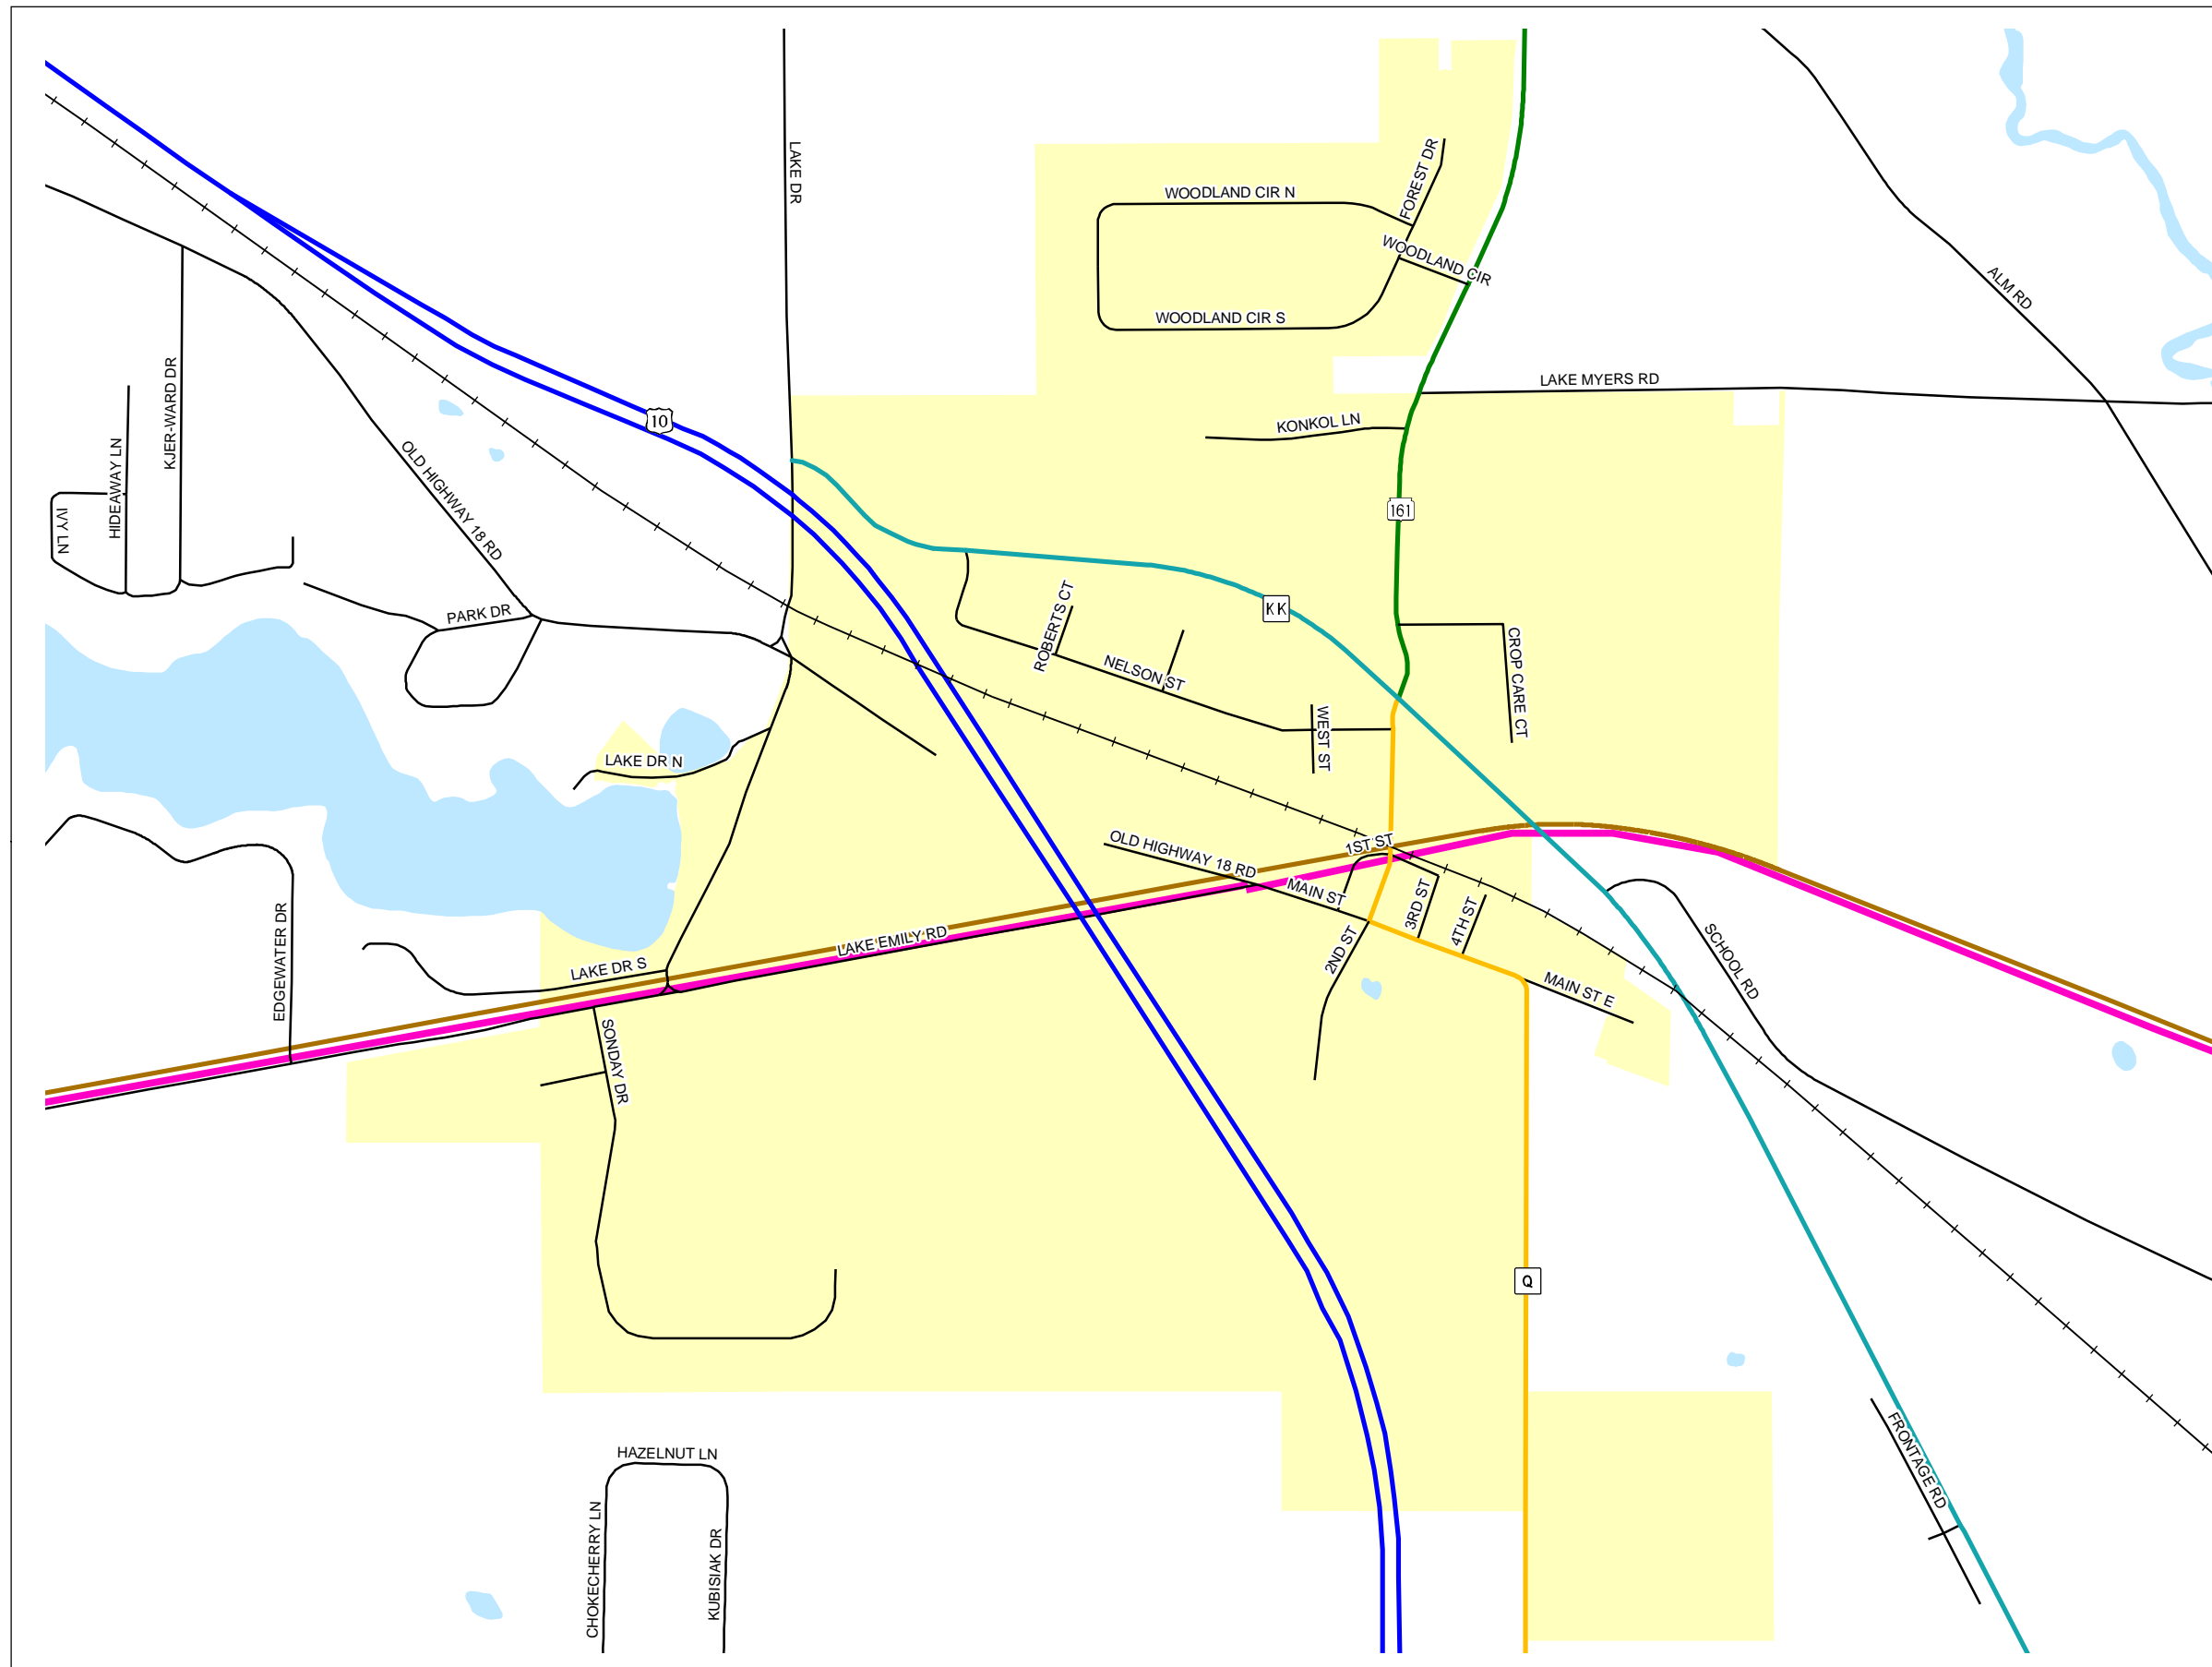 LAKE DR
FOREST DR
WOODLAND CIR N
WOODLAND CIR
ALM RD
WOODLAND CIR S
LAKE MYERS RD
KJER-WARD DR
10
KONKOL LN
HIDEAWAY LN
OLD HIGHWAY 18 RD
161
IVY LN
PARK DR
ROBERTS CT
KK
NELSON ST
CROP CARE CT
WEST ST
LAKE DR N
OLD HIGHWAY 18 RD
1ST ST
MAIN ST
3RD ST
4TH ST
LAKE EMILY RD
2ND ST
EDGEWATER DR
LAKE DR S
SCHOOL RD
MAIN ST E
SONDAY DR
Q
HAZELNUT LN
FRONTAGE RD
CHOKECHERRY LN
KUBISIAK DR